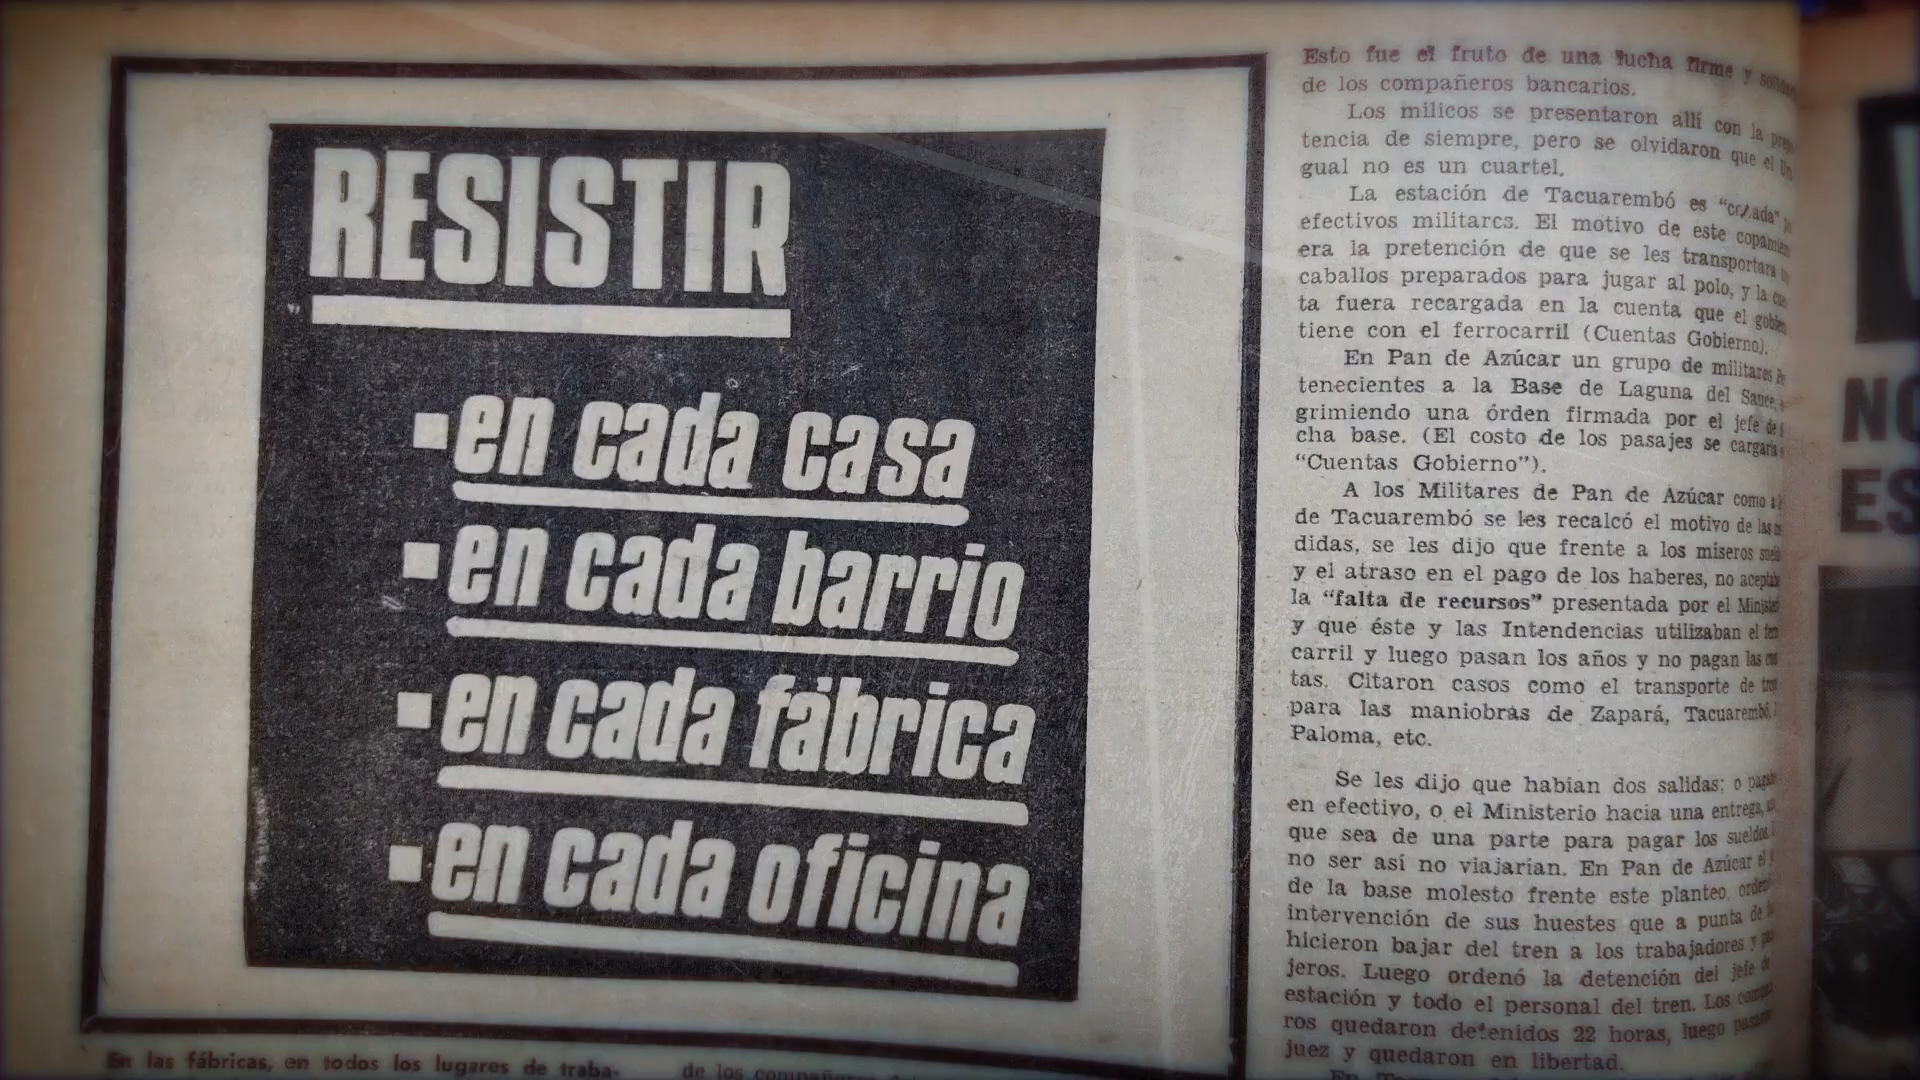 RESISTIR
-en cada casa
-en cada barrio
-en cada fábrica
-en cada oficina
En las fábricas, en todos los lugares de traba-
de los compañeros
Esto fue el fruto de una lucha firme y
de los compañeros bancarios.
Los milicos se presentaron allí con la
tencia de siempre, pero se olvidaron que el
gual no es un cuartel.
La estación de Tacuarembó es
efectivos militares. El motivo de este
era la pretención de que se les transportara
caballos preparados para jugar al polo, y la
ta fuera recargada en la cuenta que el
tiene con el ferrocarril (Cuentas Gobierno).
En Pan de Azúcar un grupo de militares
tenecientes a la Base de Laguna del Sauce,
grimiendo una órden firmada por el jefe
cha base. (El costo de los pasajes se
“Cuentas Gobierno”).
A los Militares de Pan de Azúcar como
de Tacuarembó se les recalcó el motivo de las
didas, se les dijo que frente a los míseros
y el atraso en el pago de los haberes, no
la “falta de recursos” presentada por el
y que éste y las Intendencias utilizaban el
carril y luego pasan los años y no pagan las
tas. Citaron casos como el transporte de
para las maniobras de Zapará, Tacuarembó,
Paloma, etc.
Se les dijo que habían dos salidas: o
en efectivo, o el Ministerio hacía una entrega,
que sea de una parte para pagar los sueldos
no ser así no viajarían. En Pan de Azúcar el
de la base molesto frente este planteo,
intervención de sus huestes que a punta de
hicieron bajar del tren a los trabajadores y
jeros. Luego ordenó la detención del jefe
estación y todo el personal del tren. Los
ros quedaron detenidos 22 horas, luego
juez y quedaron en libertad.
NO
ES